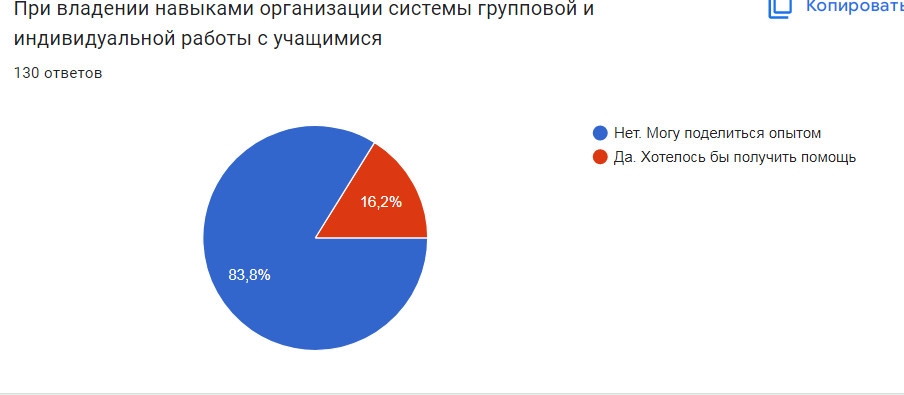 При владении навыками организации системы групповой и
Копировать
индивидуальной работы с учащимися
130 ответов
Нет. Могу поделиться опытом
Да. Хотелось бы получить помощь
16,2%
83,8%